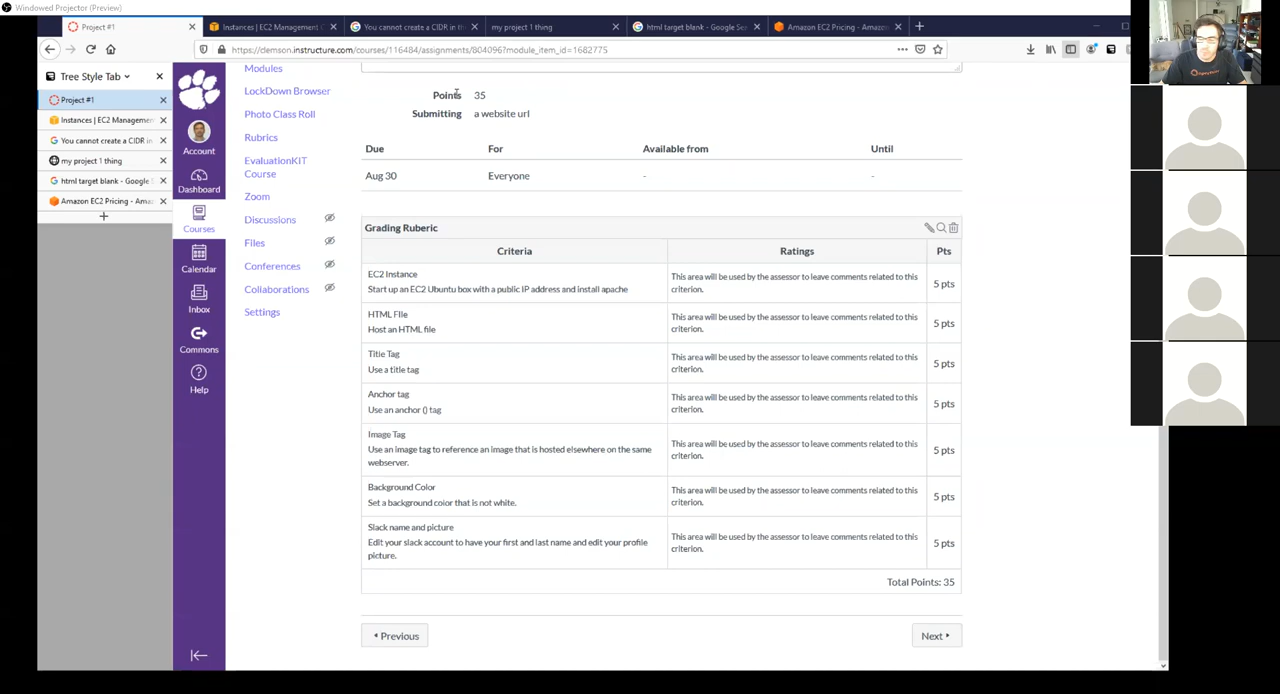 Windowed Projector (Preview)
Project #1
Instances | EC2 Management C
You cannot create a CIDR in th
my project 1 thing
html target blank - Google Se
Amazon EC2 Pricing - Amazon
https://clemson.instructure.com/courses/116484/assignments/804096?module_item_id=1682775
Tree Style Tab
Project #1
Instances | EC2 Managemen
You cannot create a CIDR in
my project 1 thing
html target blank - Google S
Amazon EC2 Pricing - Amaz
Account
Dashboard
Courses
Calendar
Inbox
Commons
Help
Modules
LockDown Browser
Photo Class Roll
Rubrics
EvaluationKIT
Course
Zoom
Discussions
Files
Conferences
Collaborations
Settings
Points 35
Submitting a website url
Due For Available from Until
Aug 30 Everyone - -
Grading Ruberic
Criteria Ratings Pts
EC2 Instance
Start up an EC2 Ubuntu box with a public IP address and install apache
This area will be used by the assessor to leave comments related to this
criterion.
5 pts
HTML FIle
Host an HTML file
This area will be used by the assessor to leave comments related to this
criterion.
5 pts
Title Tag
Use a title tag
This area will be used by the assessor to leave comments related to this
criterion.
5 pts
Anchor tag
Use an anchor () tag
This area will be used by the assessor to leave comments related to this
criterion.
5 pts
Image Tag
Use an image tag to reference an image that is hosted elsewhere on the same
webserver.
This area will be used by the assessor to leave comments related to this
criterion.
5 pts
Background Color
Set a background color that is not white.
This area will be used by the assessor to leave comments related to this
criterion.
5 pts
Slack name and picture
Edit your slack account to have your first and last name and edit your profile
picture.
This area will be used by the assessor to leave comments related to this
criterion.
5 pts
Total Points: 35
Previous
Next